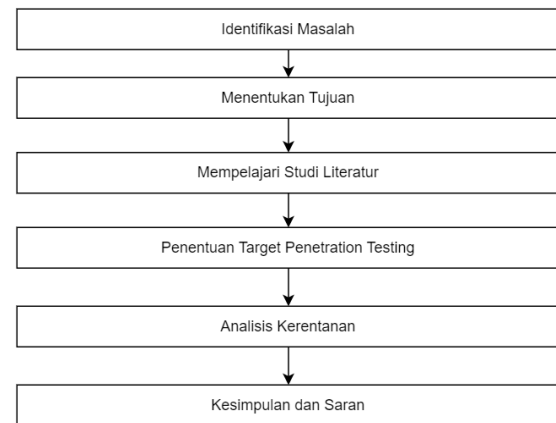 Identifikasi Masalah
Menentukan Tujuan
Mempelajari Studi Literatur
Penentuan Target Penetration Testing
Analisis Kerentanan
Kesimpulan dan Saran